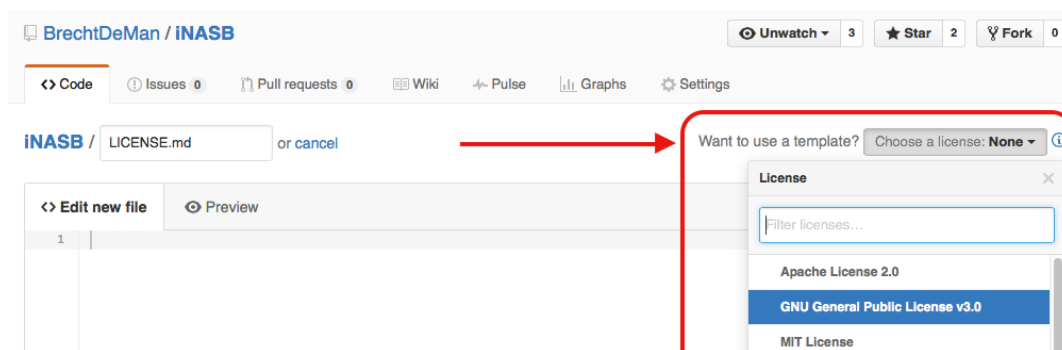 BrechtDeMan / iNASB
Unwatch 3 Star 2 Fork 0
Code Issues 0 Pull requests 0 Wiki Pulse Graphs Settings
iNASB / LICENSE.md or cancel
Want to use a template? Choose a license: None
License
Edit new file Preview
Filter licenses...
1
Apache License 2.0
GNU General Public License v3.0
MIT License